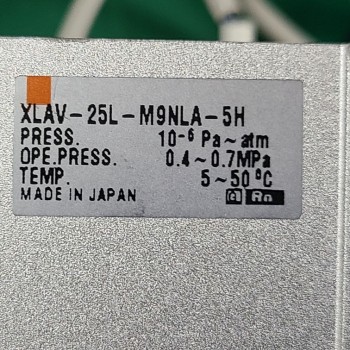 XLAV-25L-M9NLA-5H
PRESS. 10⁻⁶ Pa~atm
OPE.PRESS. 0.4~0.7MPa
TEMP. 5~50°C
MADE IN JAPAN